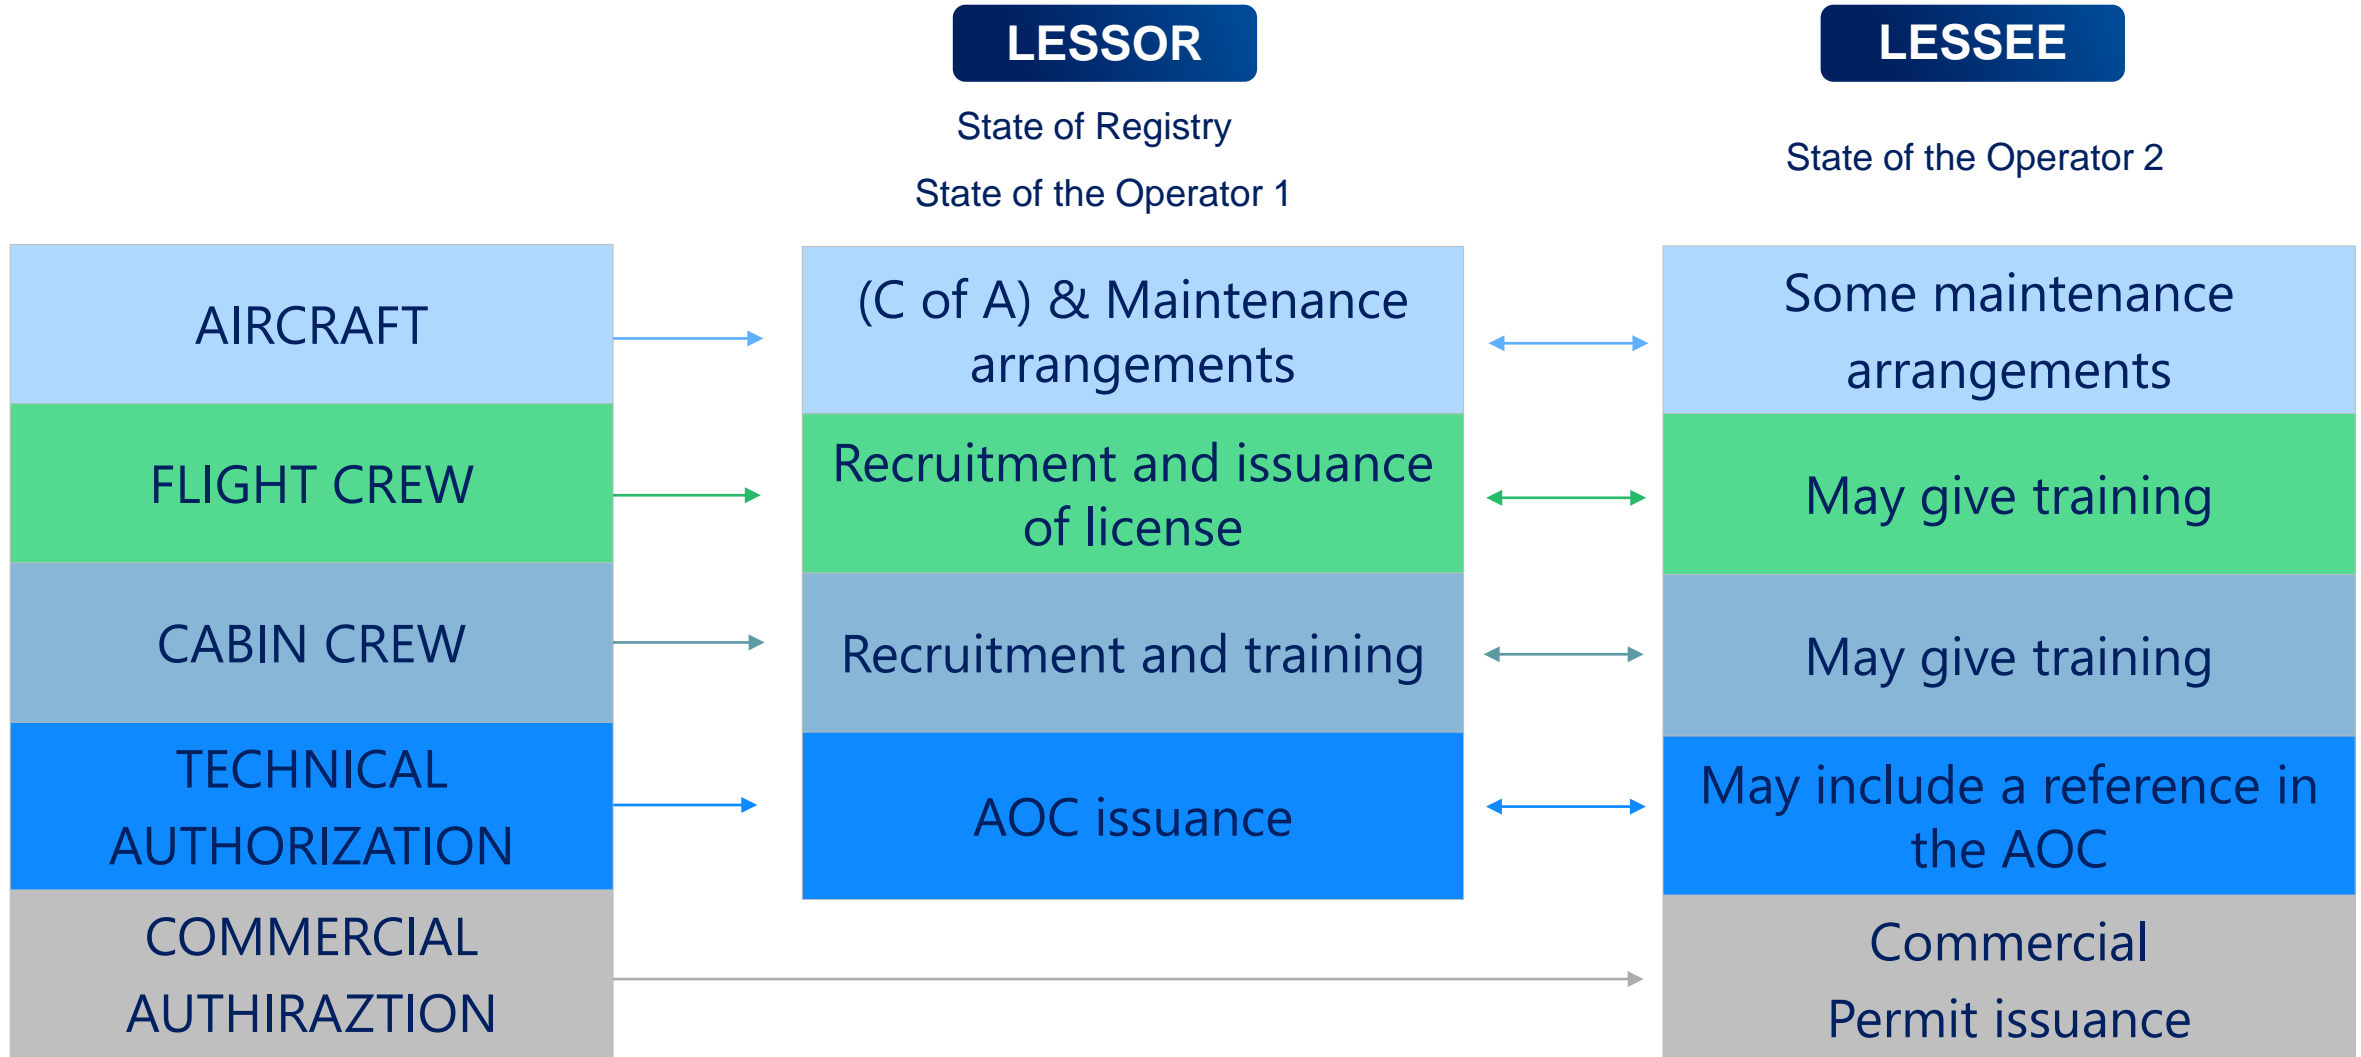 LESSOR
LESSEE
State of Registry
State of the Operator 1
State of the Operator 2
AIRCRAFT
(C of A) & Maintenance
arrangements
Some maintenance
arrangements
FLIGHT CREW
Recruitment and issuance
of license
May give training
CABIN CREW
Recruitment and training
May give training
TECHNICAL
AUTHORIZATION
AOC issuance
May include a reference in
the AOC
COMMERCIAL
AUTHIRAZTION
Commercial
Permit issuance